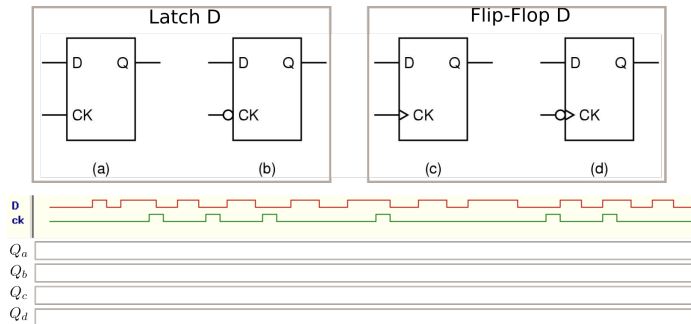 Latch D Flip-Flop D
D Q D Q D Q D Q
CK CK CK CK
(a) (b) (c) (d)
D
ck
Qa
Qb
Qc
Qd